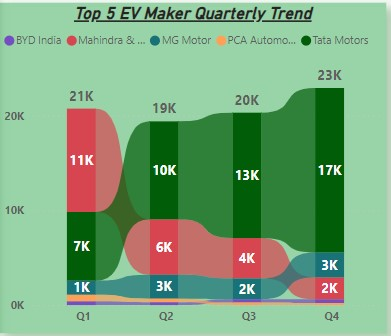 Top 5 EV Maker Quarterly Trend
BYD India Mahindra & ... MG Motor PCA Automo... Tata Motors
21K 19K 20K 23K
20K
10K
0K
11K 7K 1K
10K 6K 3K
13K 4K 2K
17K 3K 2K
Q1 Q2 Q3 Q4